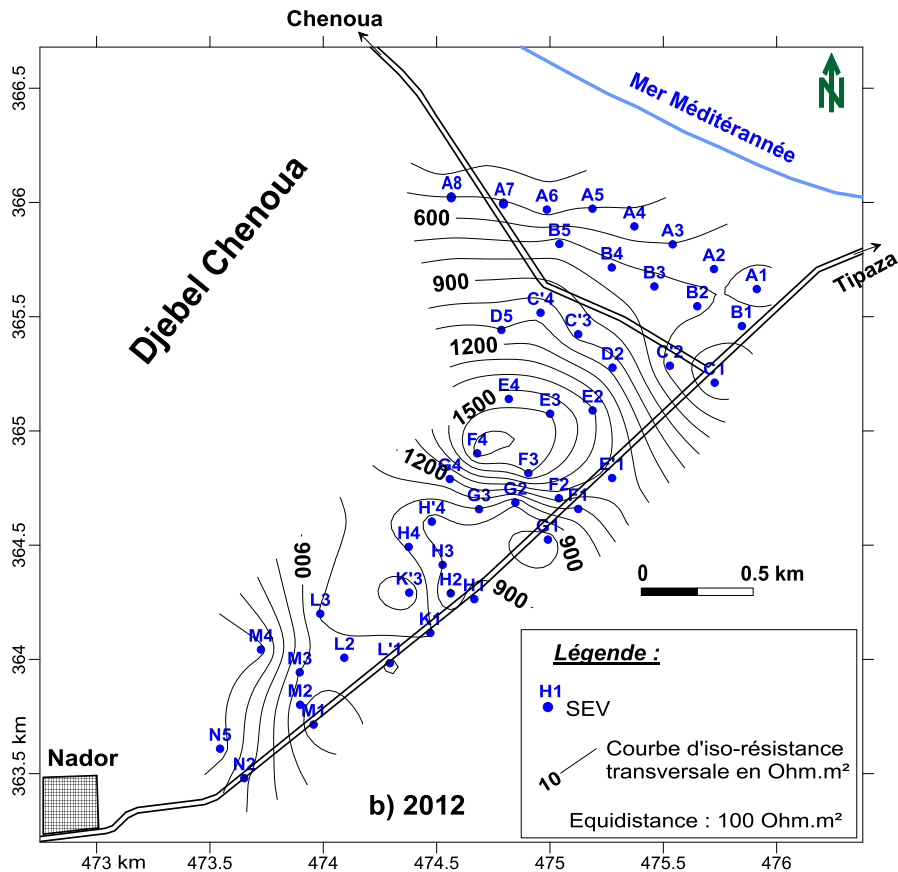 Chenoua
Mer Méditérannée
N
366.5
366
365.5
365
364.5
364
363.5 km
Djebel Chenoua
Tipaza
A8
A7
A6
A5
A4
A3
A2
A1
600
B5
B4
B3
B2
B1
900
C'4
C'3
C'2
C1
D5
D2
1200
E4
E3
E2
E'1
1500
F4
F3
F2
F1
1200
G4
G3
G2
G1
900
H'4
H4
H3
H2
H1
900
900
K'3
K1
L3
L2
L'1
M4
M3
M2
M1
N5
N2
Nador
0 0.5 km
Légende :
H1
SEV
10
Courbe d'iso-résistance
transversale en Ohm.m²
Equidistance : 100 Ohm.m²
b) 2012
473 km 473.5 474 474.5 475 475.5 476